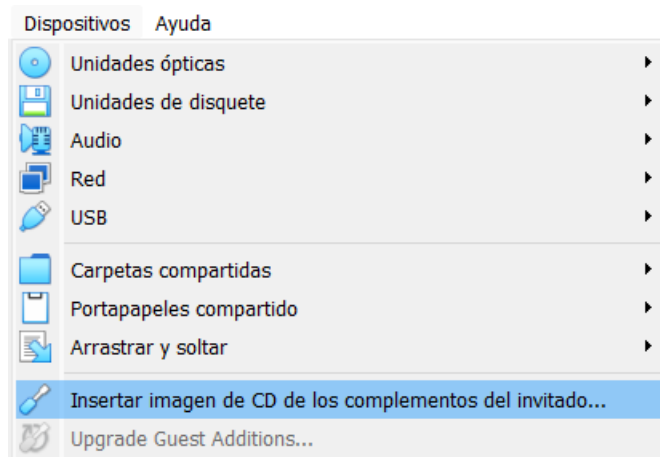 Dispositivos Ayuda
Unidades ópticas
Unidades de disquete
Audio
Red
USB
Carpetas compartidas
Portapapeles compartido
Arrastrar y soltar
Insertar imagen de CD de los complementos del invitado...
Upgrade Guest Additions...